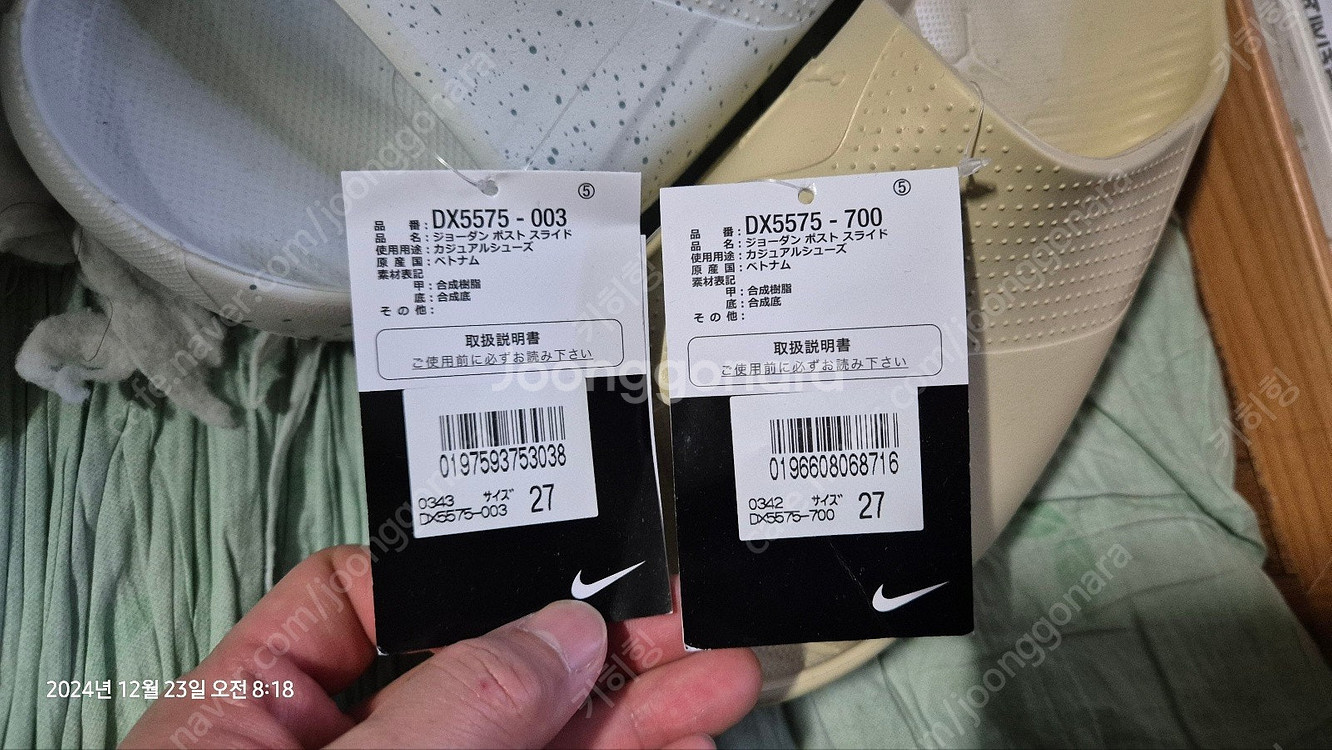 ⑤
品 番：DX5575 - 003
品 名：ジョーダン ポスト スライド
使用用途：カジュアルシューズ
原 産 国：ベトナム
素材表記
甲：合成樹脂
底：合成底
そ の 他：
取扱説明書
ご使用前に必ずお読み下さい
0197593753038
0343 サイズ 27
DX5575-003
⑤
品 番：DX5575 - 700
品 名：ジョーダン ポスト スライド
使用用途：カジュアルシューズ
原 産 国：ベトナム
素材表記
甲：合成樹脂
底：合成底
そ の 他：
取扱説明書
ご使用前に必ずお読み下さい
0196608068716
0342 サイズ 27
DX5575-700
Joonggonara
2024년 12월 23일 오전 8:18